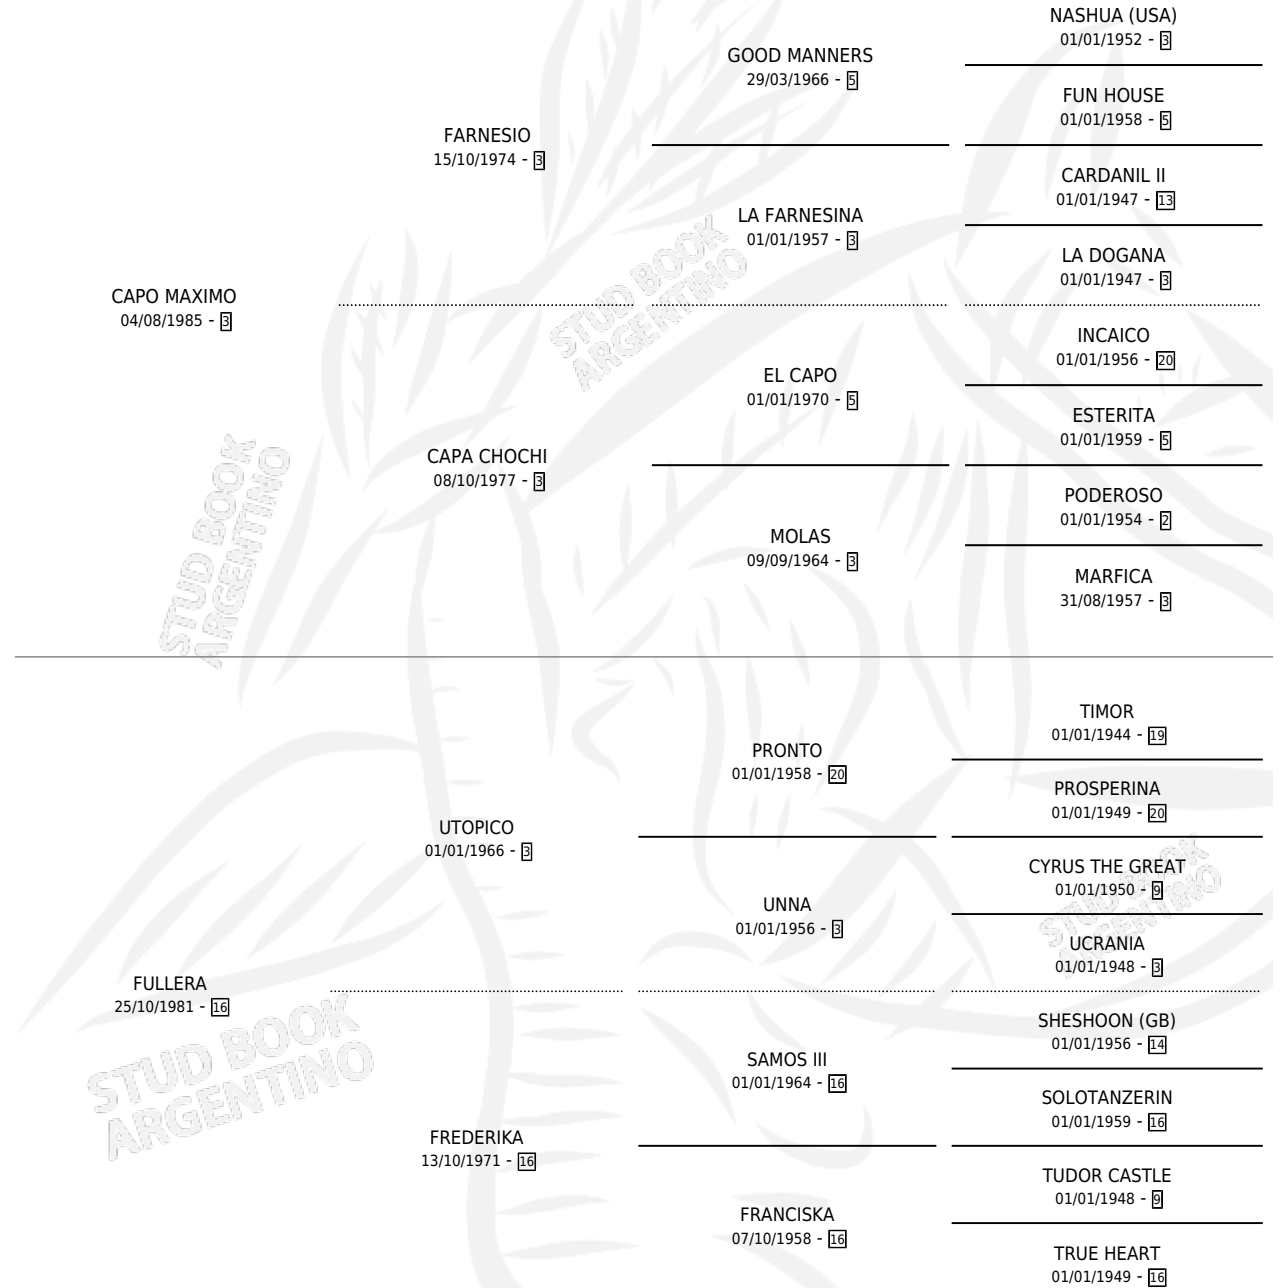 NASHUA (USA)
01/01/1952 - 3
GOOD MANNERS
29/03/1966 - 5
FUN HOUSE
01/01/1958 - 5
FARNESIO
15/10/1974 - 3
CARDANIL II
01/01/1947 - 13
LA FARNESINA
01/01/1957 - 3
LA DOGANA
01/01/1947 - 3
CAPO MAXIMO
04/08/1985 - 3
INCAICO
01/01/1956 - 20
EL CAPO
01/01/1970 - 5
ESTERITA
01/01/1959 - 5
CAPA CHOCHI
08/10/1977 - 3
PODEROSO
01/01/1954 - 2
MOLAS
09/09/1964 - 3
MARFICA
31/08/1957 - 3
TIMOR
01/01/1944 - 19
PRONTO
01/01/1958 - 20
PROSPERINA
01/01/1949 - 20
UTOPICO
01/01/1966 - 3
CYRUS THE GREAT
01/01/1950 - 9
UNNA
01/01/1956 - 3
UCRANIA
01/01/1948 - 3
FULLERA
25/10/1981 - 16
SHESHOON (GB)
01/01/1956 - 14
SAMOS III
01/01/1964 - 16
SOLOTANZERIN
01/01/1959 - 16
FREDERIKA
13/10/1971 - 16
TUDOR CASTLE
01/01/1948 - 9
FRANCISKA
07/10/1958 - 16
TRUE HEART
01/01/1949 - 16
STUD BOOK
ARGENTINO
STUD BOOK
ARGENTINO
STUD BOOK
ARGENTINO
STUD BOOK
ARGENTINO